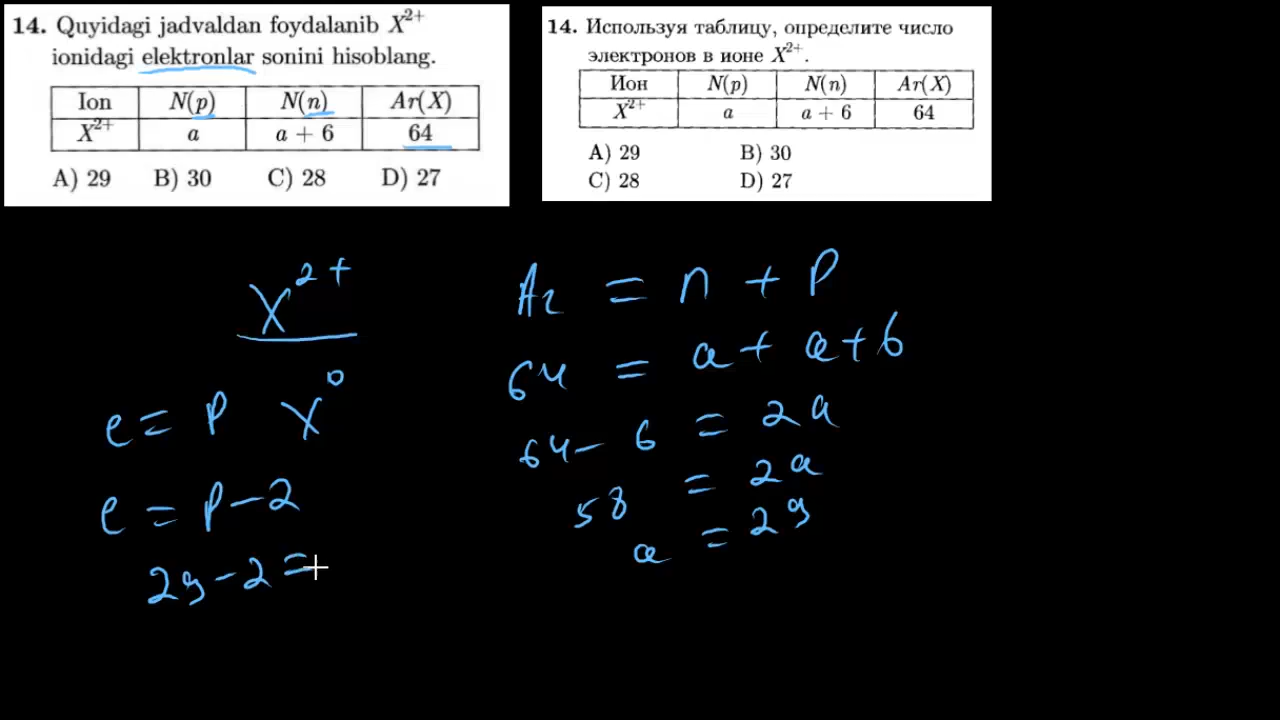 14. Quyidagi jadvaldan foydalanib X²⁺
ionidagi elektronlar sonini hisoblang.
Ion N(p) N(n) Ar(X)
X²⁺ a a + 6 64
A) 29 B) 30 C) 28 D) 27
14. Используя таблицу, определите число
электронов в ионе X²⁺.
Ион N(p) N(n) Ar(X)
X²⁺ a a + 6 64
A) 29 B) 30
C) 28 D) 27
X²⁺
e = p X⁰
e = p - 2
29 - 2 =
Ar = n + p
64 = a + a + 6
64 - 6 = 2a
58 = 2a
a = 29